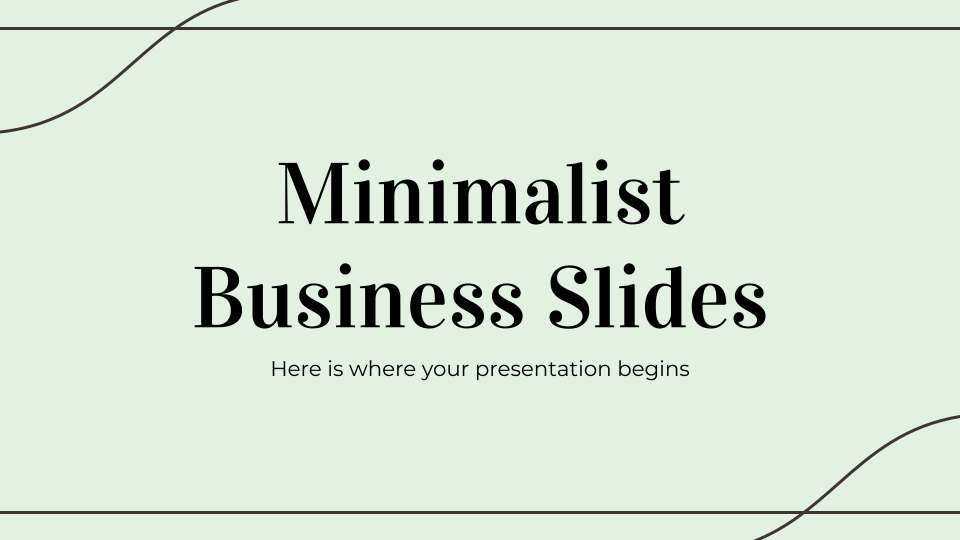 Minimalist
Business Slides
Here is where your presentation begins